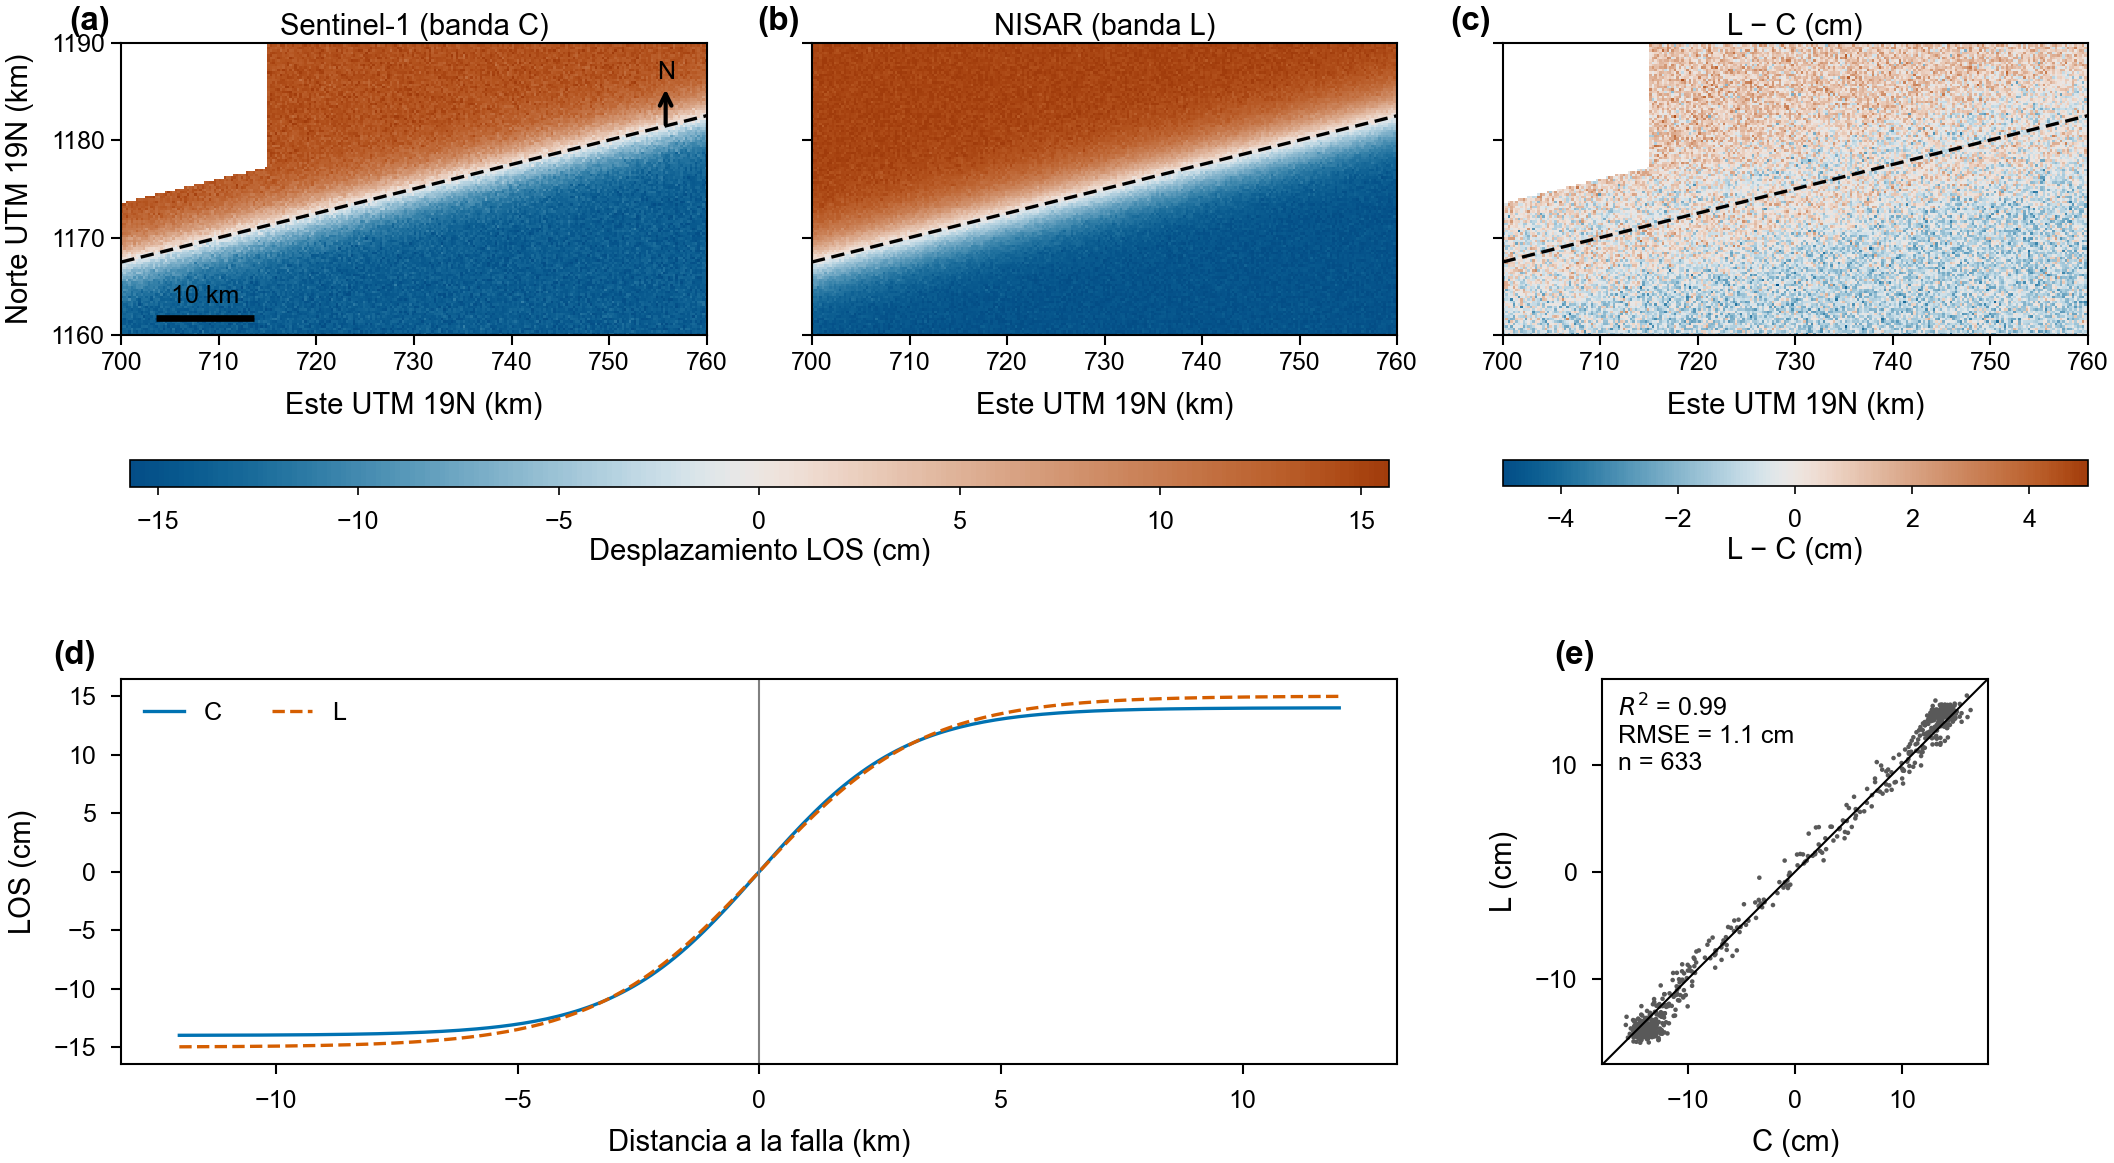 (a)
Sentinel-1 (banda C)
(b)
NISAR (banda L)
(c)
L − C (cm)
Norte UTM 19N (km)
1190
1180
1170
1160
N
10 km
700 710 720 730 740 750 760
700 710 720 730 740 750 760
700 710 720 730 740 750 760
Este UTM 19N (km)
Este UTM 19N (km)
Este UTM 19N (km)
−15 −10 −5 0 5 10 15
Desplazamiento LOS (cm)
−4 −2 0 2 4
L − C (cm)
(d)
LOS (cm)
15
10
5
0
−5
−10
−15
C L
−10 −5 0 5 10
Distancia a la falla (km)
(e)
L (cm)
10
0
−10
R² = 0.99
RMSE = 1.1 cm
n = 633
−10 0 10
C (cm)